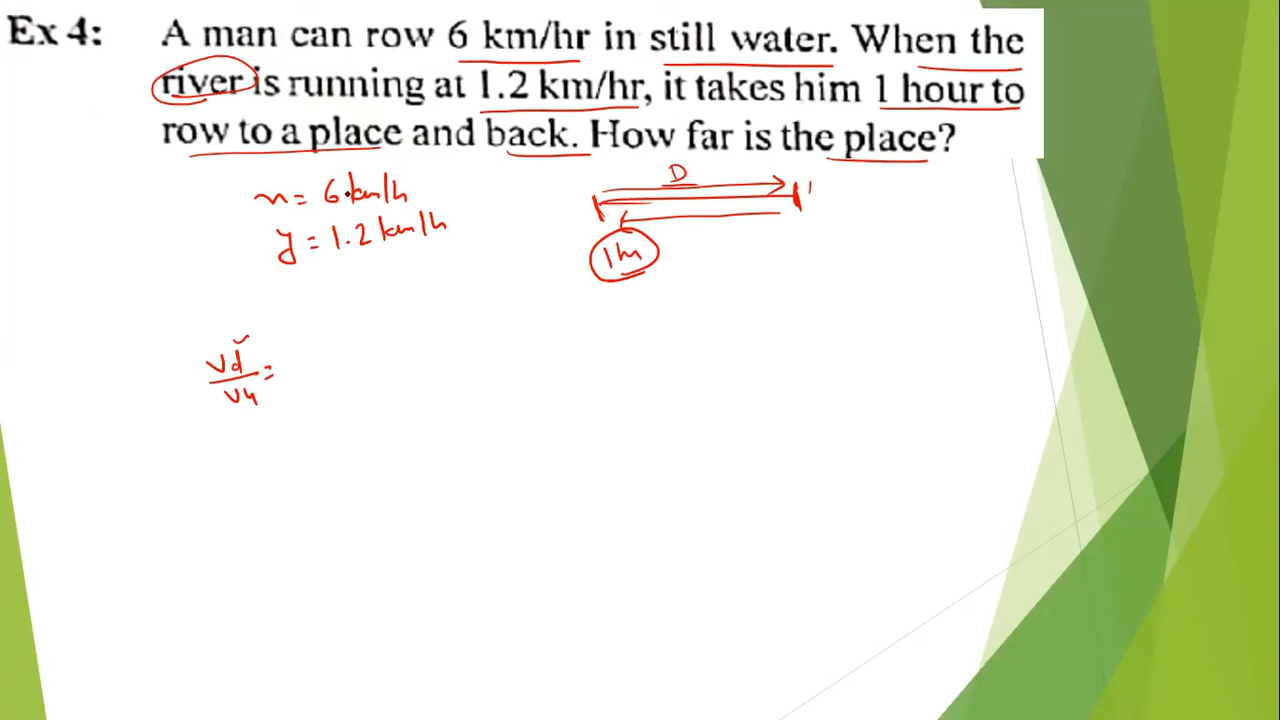 Ex 4: A man can row 6 km/hr in still water. When the
river is running at 1.2 km/hr, it takes him 1 hour to
row to a place and back. How far is the place?
x = 6 km/h
y = 1.2 km/h
D
1hr
Vd
Vu
=